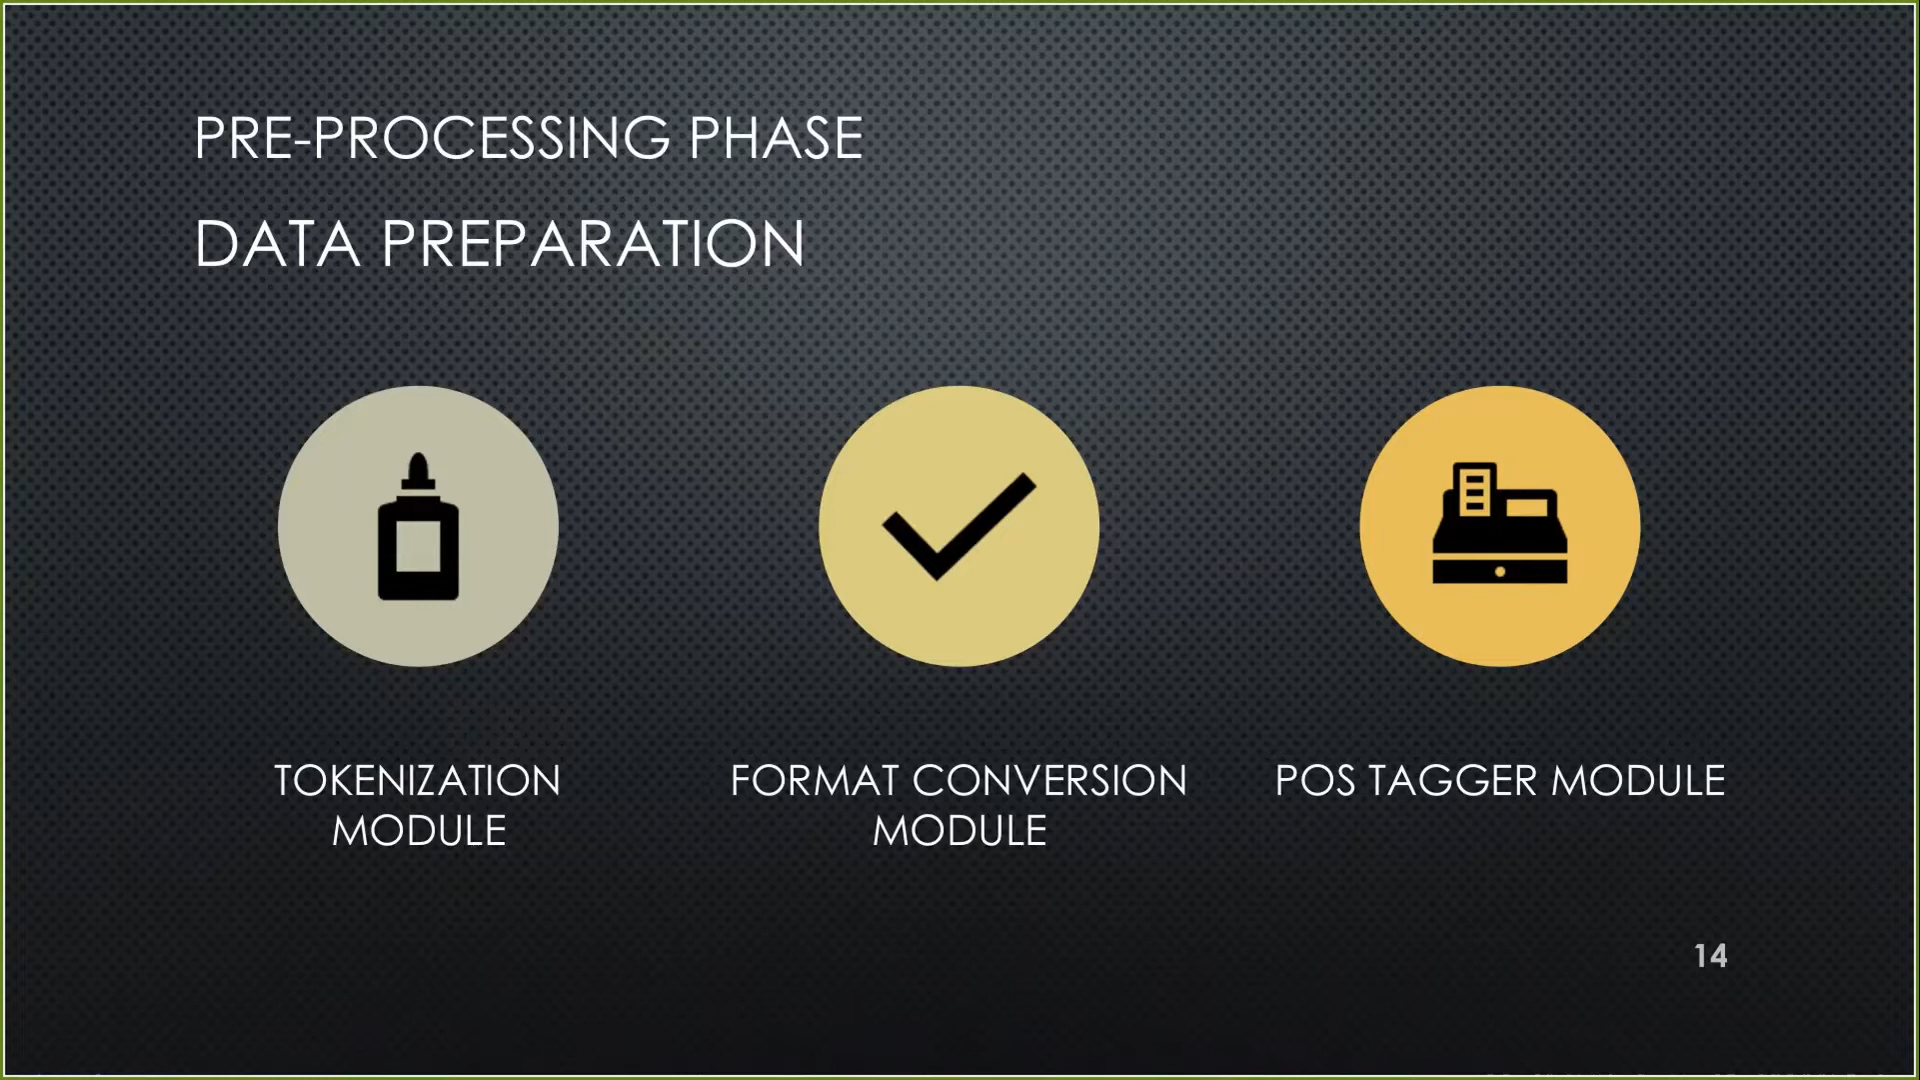 PRE-PROCESSING PHASE
DATA PREPARATION
TOKENIZATION
MODULE
FORMAT CONVERSION
MODULE
POS TAGGER MODULE
14